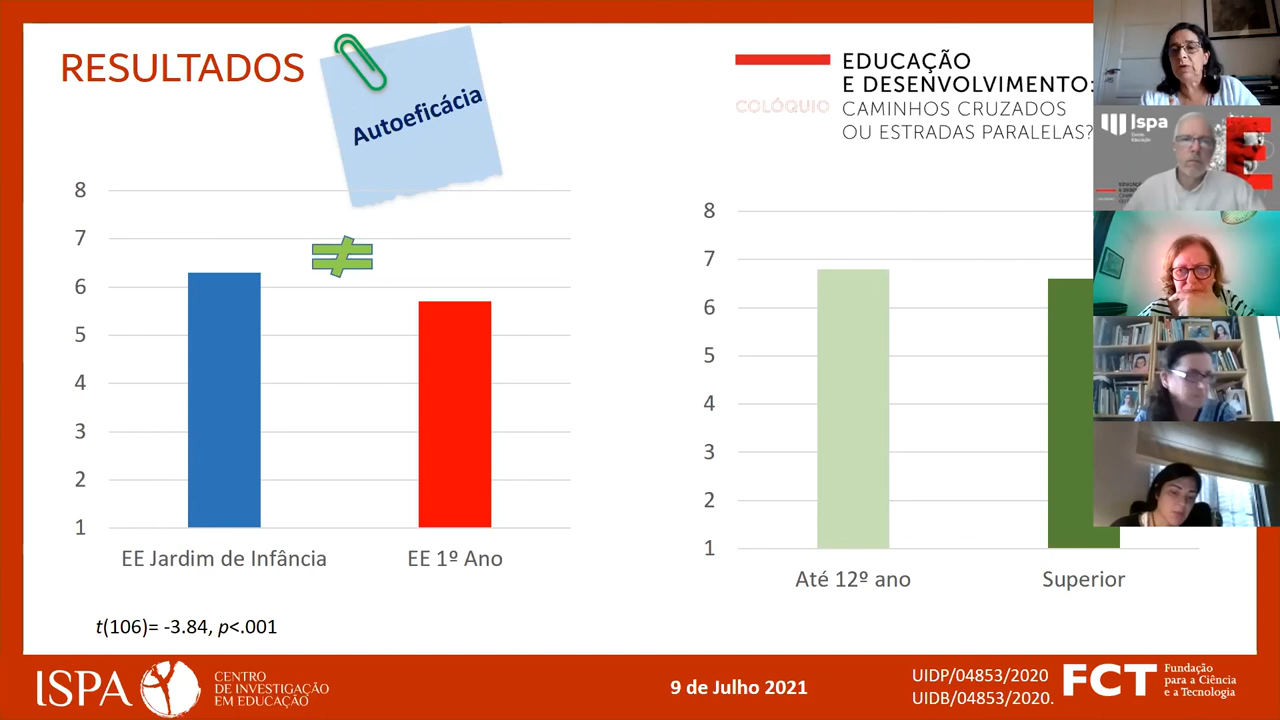 RESULTADOS
Autoeficácia
EDUCAÇÃO
E DESENVOLVIMENTO:
COLÓQUIO
CAMINHOS CRUZADOS
OU ESTRADAS PARALELAS?
8
7
6
5
4
3
2
1
EE Jardim de Infância
EE 1º Ano
t(106)= -3.84, p<.001
8
7
6
5
4
3
2
1
Até 12º ano
Superior
Ispa
ISPA
CENTRO
DE INVESTIGAÇÃO
EM EDUCAÇÃO
9 de Julho 2021
UIDP/04853/2020
UIDB/04853/2020.
FCT
Fundação
para a Ciência
e a Tecnologia